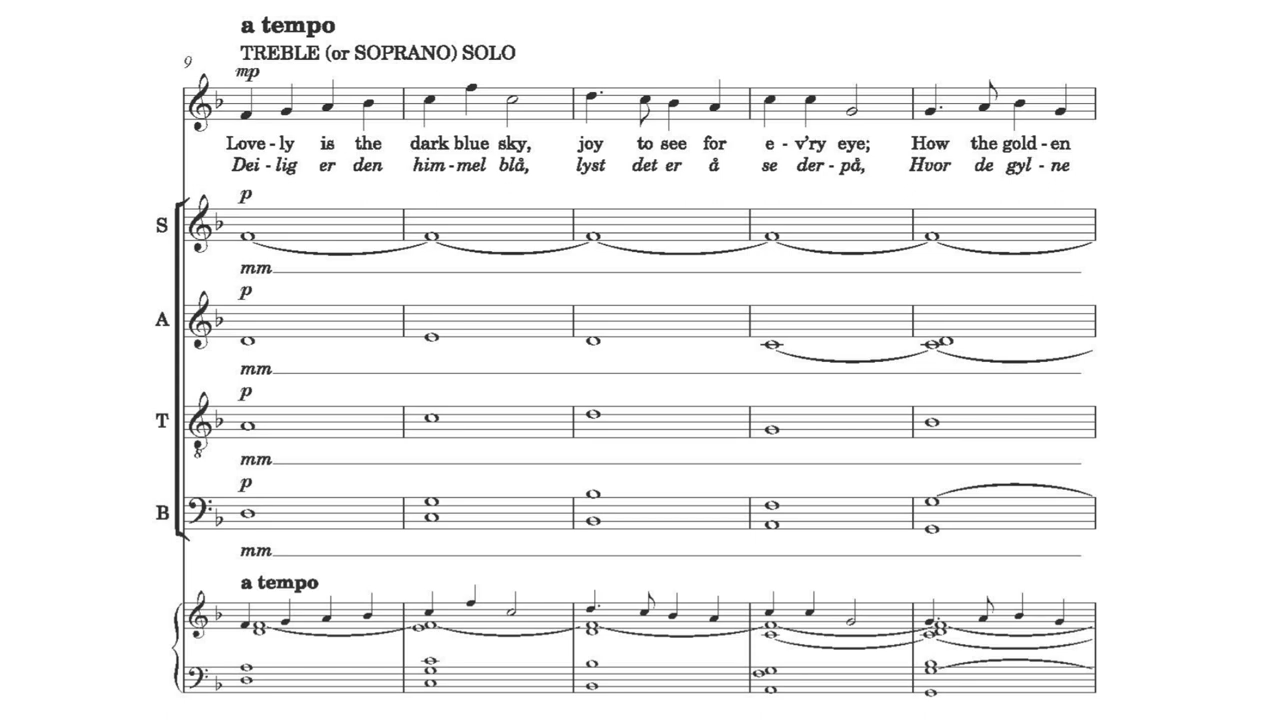 a tempo
TREBLE (or SOPRANO) SOLO
9
mp
Love - ly is the dark blue sky, joy to see for e - v'ry eye; How the gold - en
Dei - lig er den him - mel blå, lyst det er å se der - på, Hvor de gyl - ne
p
S
mm
p
A
mm
p
T
8
mm
p
B
mm
a tempo